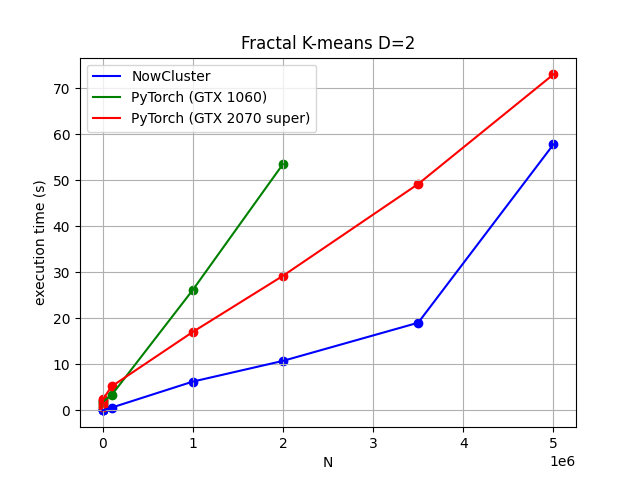 Fractal K-means D=2
NowCluster
PyTorch (GTX 1060)
PyTorch (GTX 2070 super)
execution time (s)
70
60
50
40
30
20
10
0
0 1 2 3 4 5
1e6
N